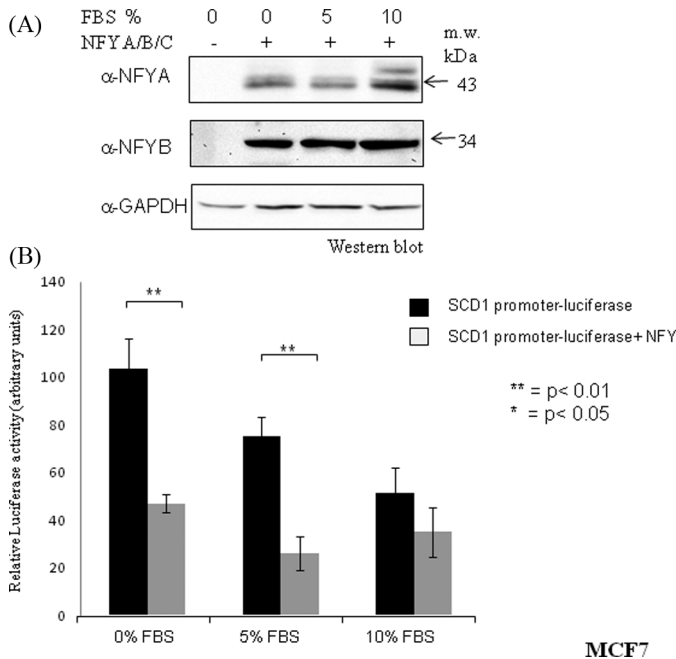 (A)
FBS % 0 0 5 10
NFYA/B/C - + + + m.w.
kDa
α-NFYA 43
α-NFYB 34
α-GAPDH
Western blot
(B)
140
120
100
80
60
40
20
0
Relative Luciferase activity (arbitrary units)
** **
SCD1 promoter-luciferase
SCD1 promoter-luciferase+ NFY
** = p< 0.01
* = p< 0.05
0% FBS 5% FBS 10% FBS
MCF7